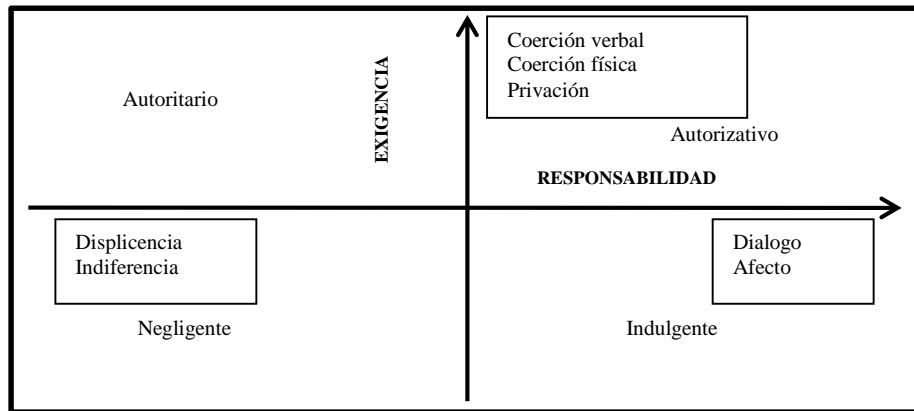 Coerción verbal
Coerción física
Privación
Autoritario
EXIGENCIA
Autorizativo
RESPONSABILIDAD
Displicencia
Indiferencia
Dialogo
Afecto
Negligente
Indulgente